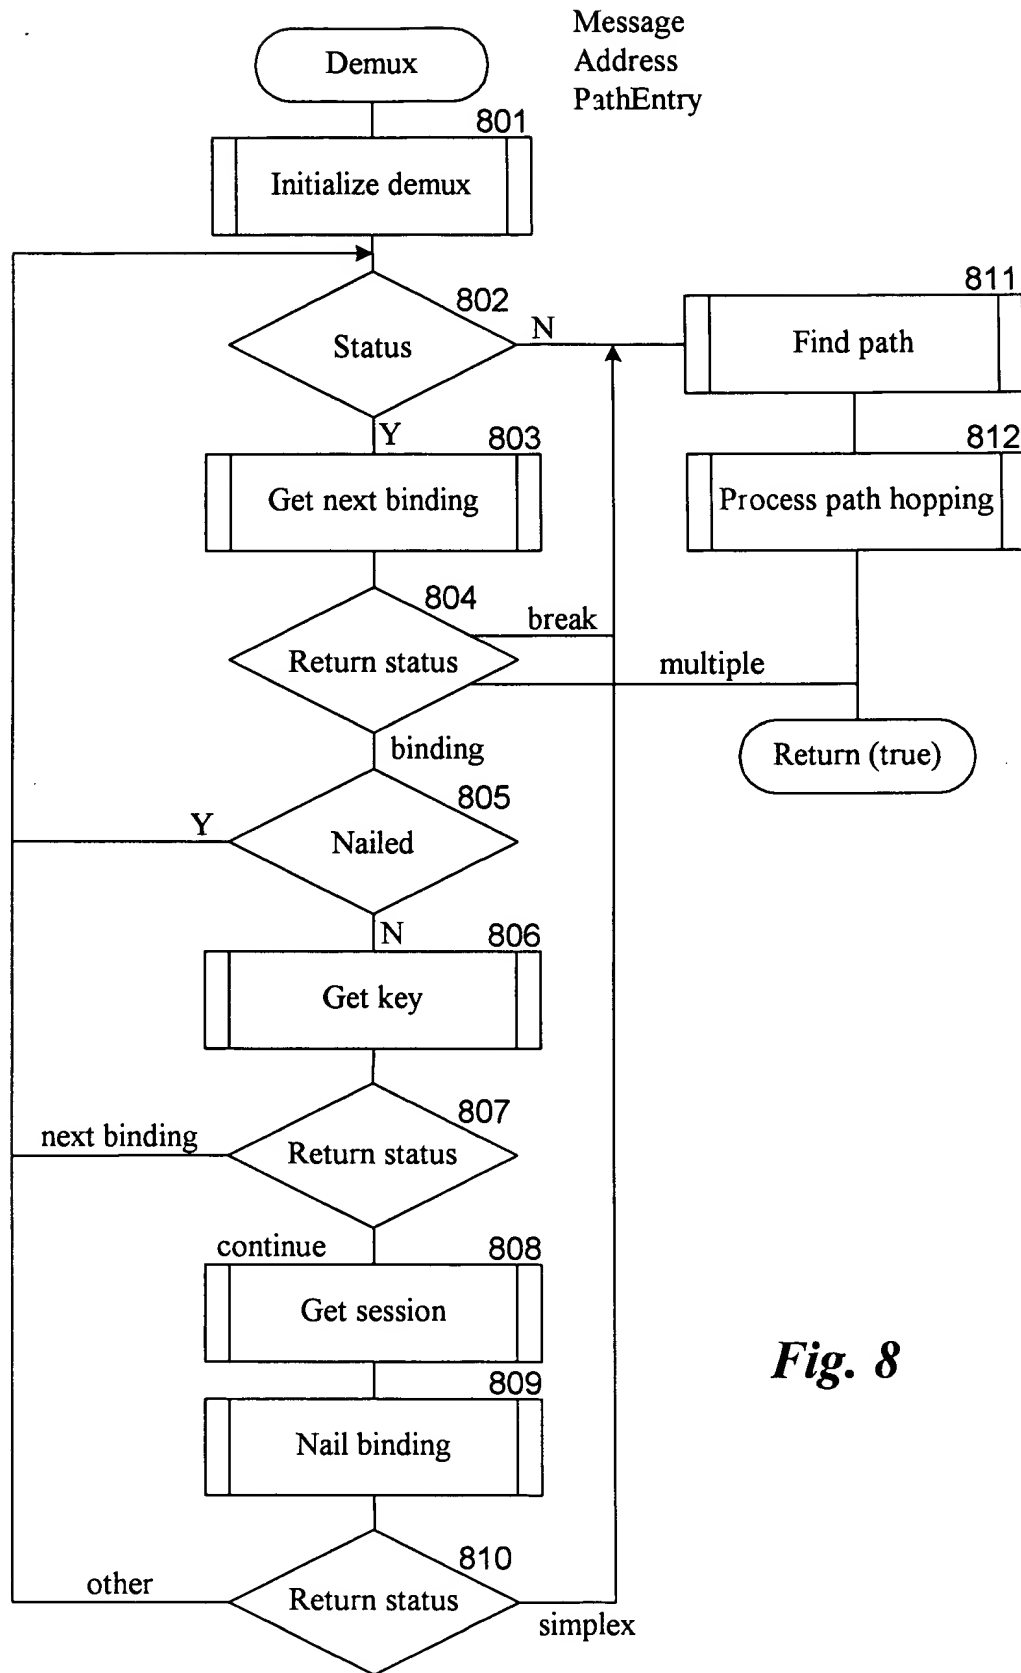 Message
Address
PathEntry
Demux
801
Initialize demux
802
Status
N
Y
811
Find path
803
Get next binding
812
Process path hopping
804
Return status
break
multiple
binding
Return (true)
805
Nailed
Y
N
806
Get key
807
Return status
next binding
continue
808
Get session
809
Nail binding
810
Return status
other
simplex
Fig. 8